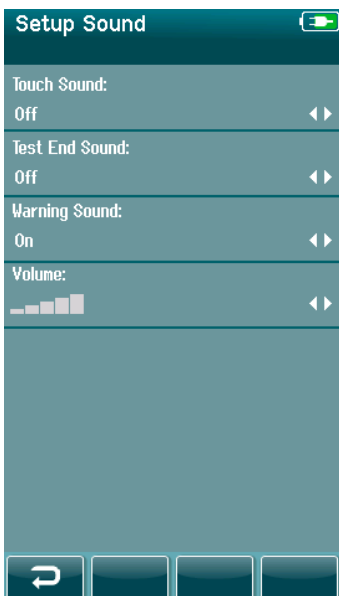 Setup Sound
Touch Sound:
Off
Test End Sound:
Off
Warning Sound:
On
Volume: